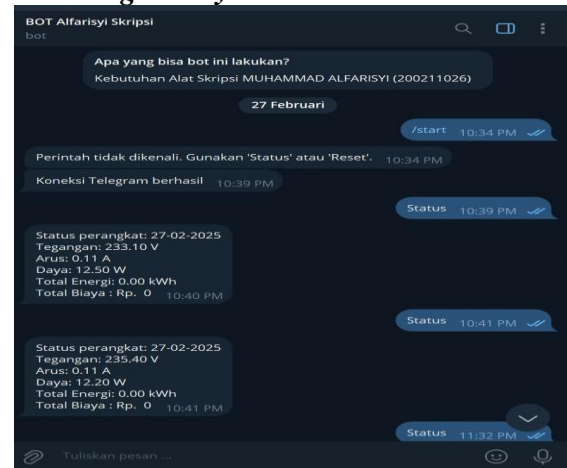 BOT Alfarisyi Skripsi
bot
Apa yang bisa bot ini lakukan?
Kebutuhan Alat Skripsi MUHAMMAD ALFARISYI (200211026)
27 Februari
/start 10:34 PM
Perintah tidak dikenali. Gunakan 'Status' atau 'Reset'. 10:34 PM
Koneksi Telegram berhasil 10:39 PM
Status 10:39 PM
Status perangkat: 27-02-2025
Tegangan: 233.10 V
Arus: 0.11 A
Daya: 12.50 W
Total Energi: 0.00 kWh
Total Biaya : Rp. 0 10:40 PM
Status 10:41 PM
Status perangkat: 27-02-2025
Tegangan: 235.40 V
Arus: 0.11 A
Daya: 12.20 W
Total Energi: 0.00 kWh
Total Biaya : Rp. 0 10:41 PM
Status 11:32 PM
Tuliskan pesan ...